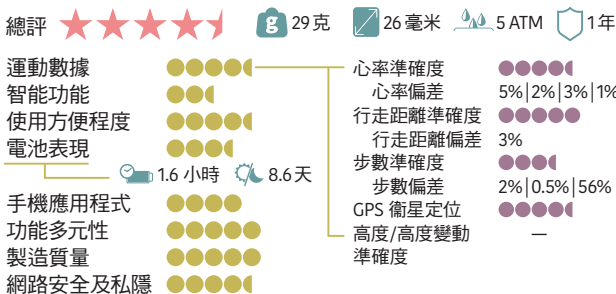 總評 29克 26毫米 5 ATM 1年
運動數據
智能功能
使用方便程度
電池表現
1.6 小時 8.6天
手機應用程式
功能多元性
製造質量
網路安全及私隱
心率準確度
心率偏差 5%|2%|3%|1%
行走距離準確度
行走距離偏差 3%
步數準確度
步數偏差 2%|0.5%|56%
GPS 衞星定位
高度/高度變動 —
準確度